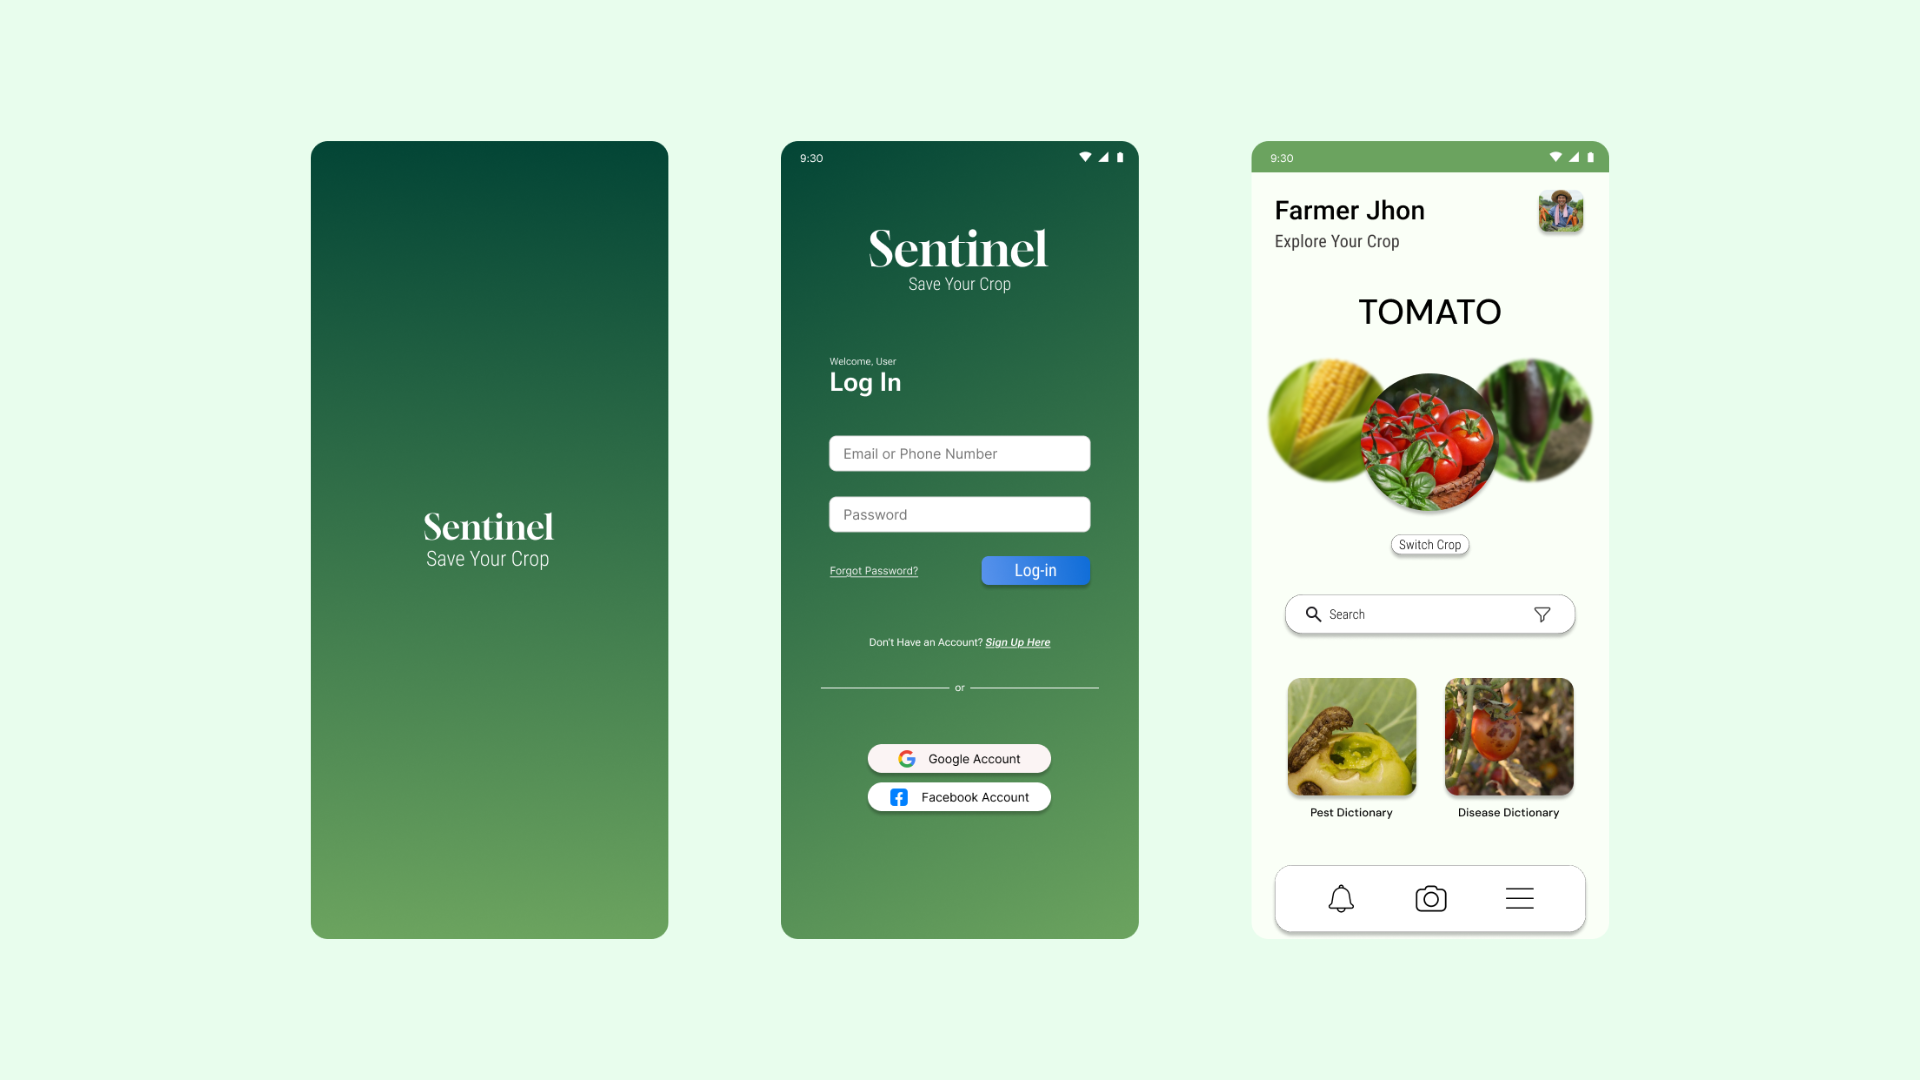 Sentinel
Save Your Crop
9:30
Sentinel
Save Your Crop
Welcome, User
Log In
Email or Phone Number
Password
Forgot Password?
Log-in
Don't Have an Account? Sign Up Here
or
Google Account
Facebook Account
9:30
Farmer Jhon
Explore Your Crop
TOMATO
Switch Crop
Search
Pest Dictionary
Disease Dictionary